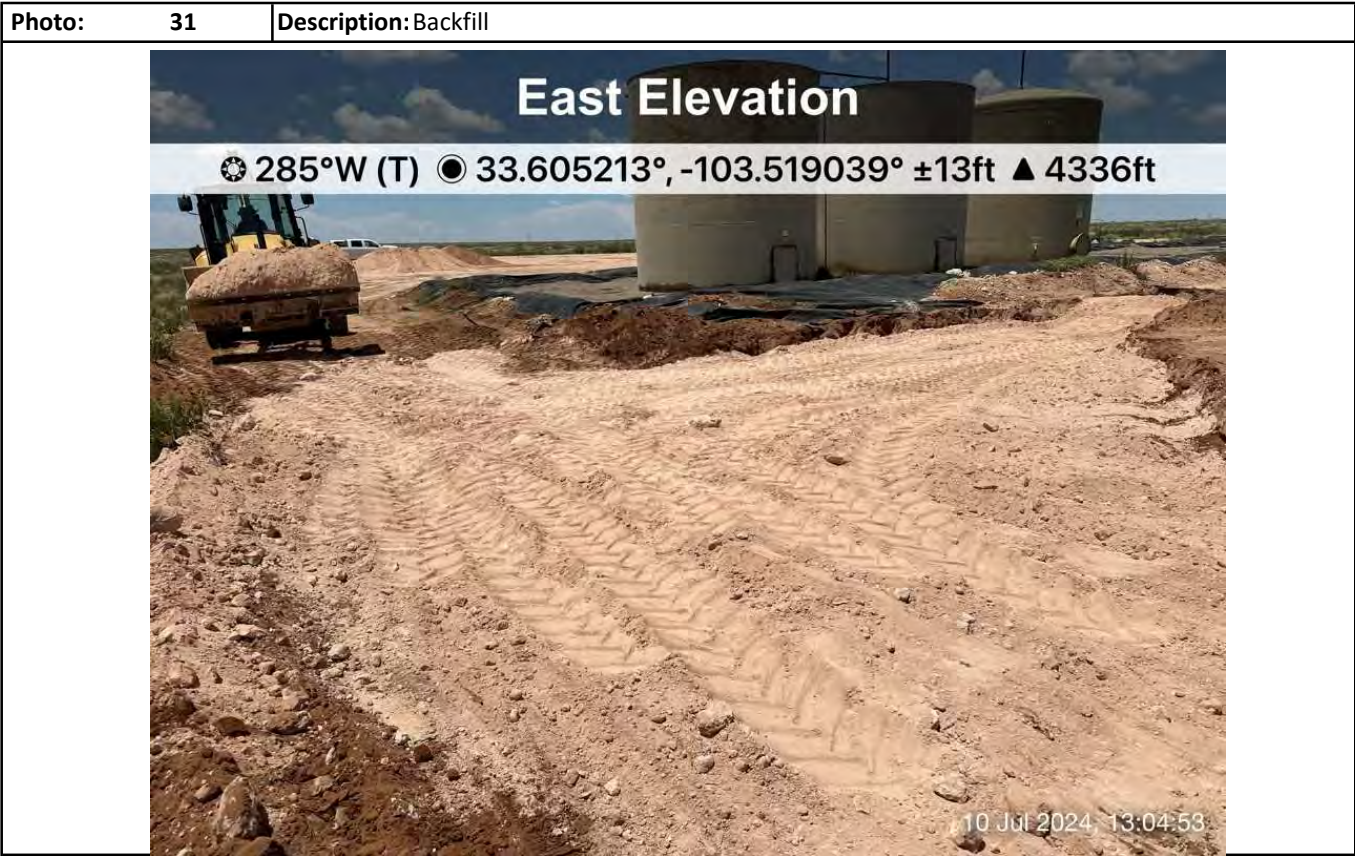 Photo: 31 Description: Backfill
East Elevation
285°W (T) 33.605213°, -103.519039° ±13ft ▲ 4336ft
10 Jul 2024, 13:04:53